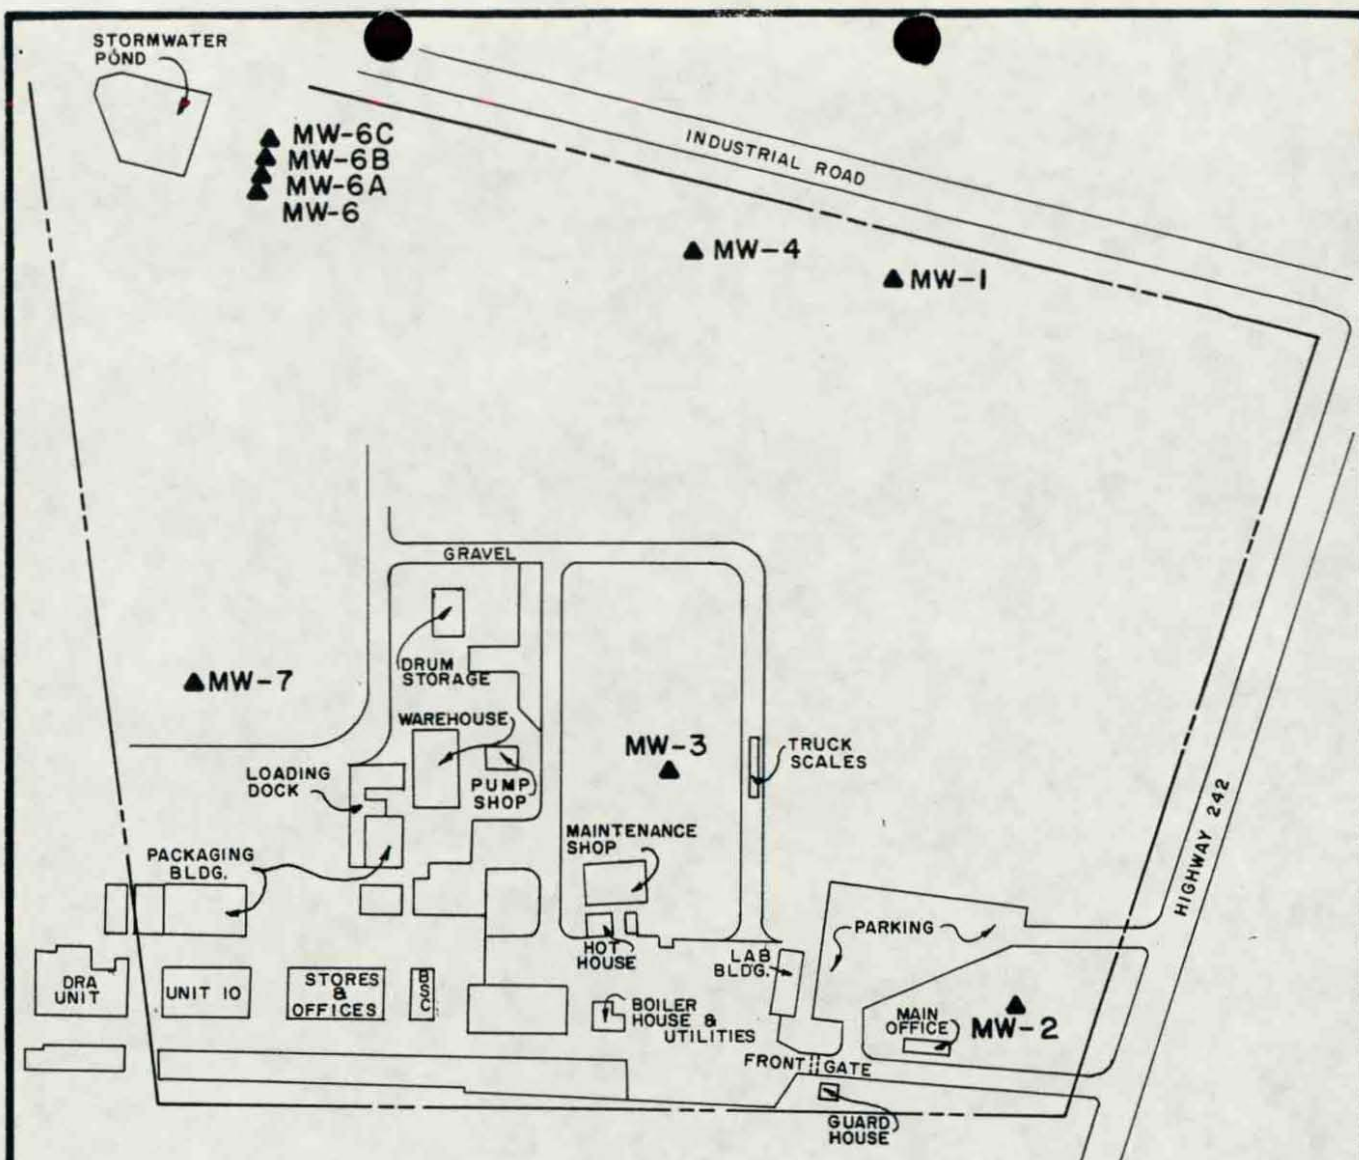 STORMWATER
POND
MW-6C
MW-6B
MW-6A
MW-6
INDUSTRIAL ROAD
MW-4
MW-1
GRAVEL
DRUM
STORAGE
MW-7
WAREHOUSE
MW-3
TRUCK
SCALES
LOADING
DOCK
PUMP
SHOP
HIGHWAY 242
MAINTENANCE
SHOP
PACKAGING
BLDG.
PARKING
HOT
HOUSE
LAB
BLDG.
DRA
UNIT
UNIT 10
STORES
&
OFFICES
BSC
BOILER
HOUSE &
UTILITIES
MAIN
OFFICE
MW-2
FRONT GATE
GUARD
HOUSE